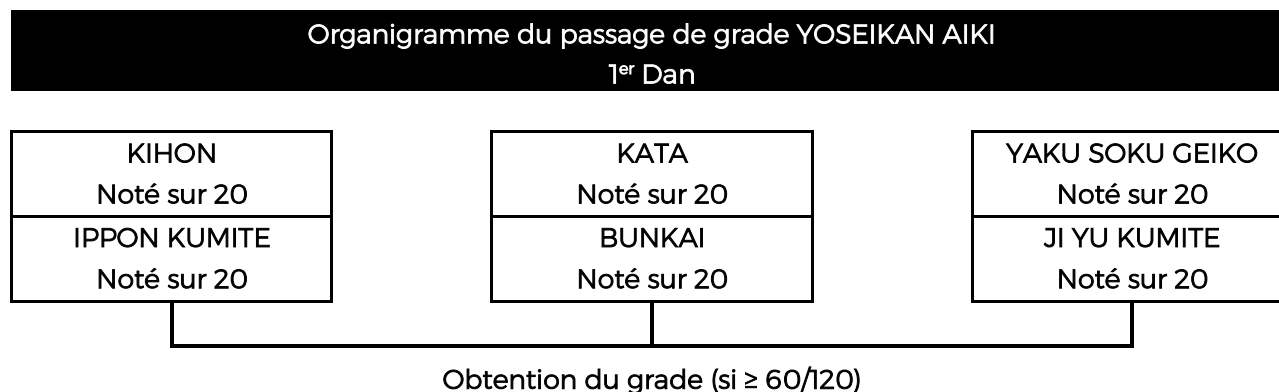 Organigramme du passage de grade YOSEIKAN AIKI
1er Dan
KIHON
Noté sur 20
IPPON KUMITE
Noté sur 20
KATA
Noté sur 20
BUNKAI
Noté sur 20
YAKU SOKU GEIKO
Noté sur 20
JI YU KUMITE
Noté sur 20
Obtention du grade (si ≥ 60/120)